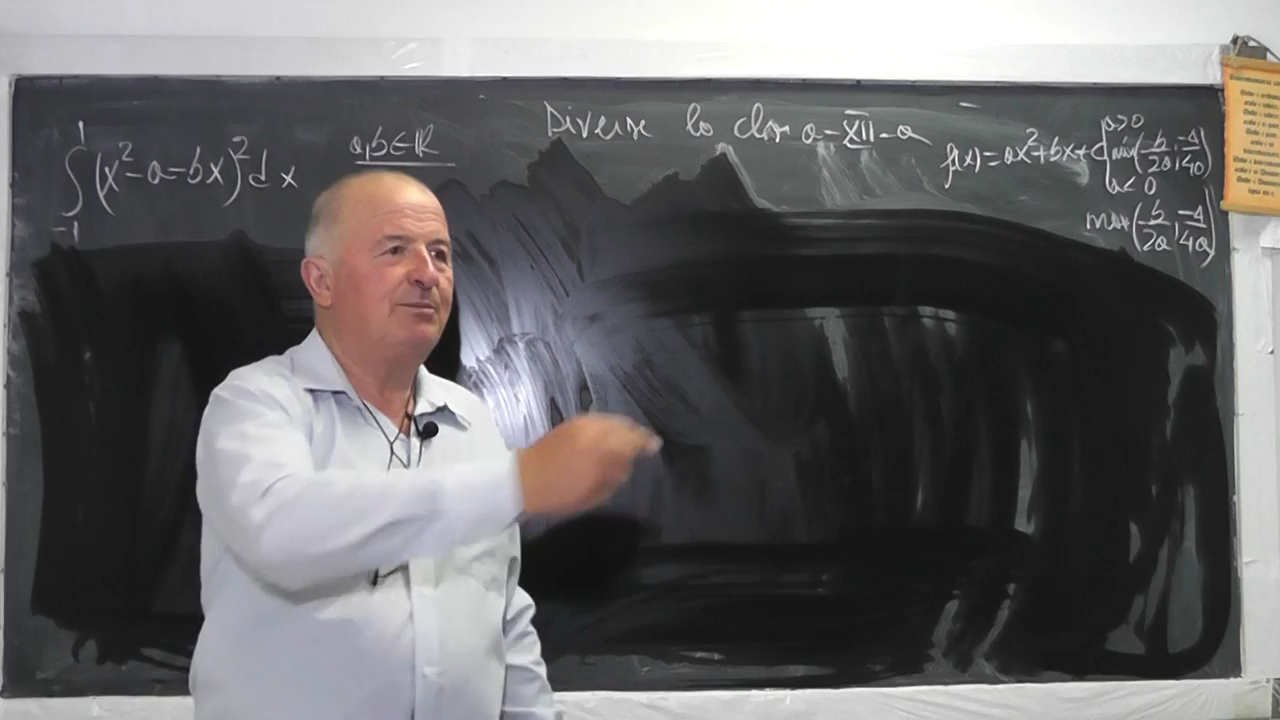 Diverse la clasa a-XII-a
∫₋₁¹ (x²-a-bx)² dx
a,b∈ℝ
f(x)=ax²+bx+c
a>0
min(-b/2a; -Δ/4a)
a<0
max(-b/2a; -Δ/4a)